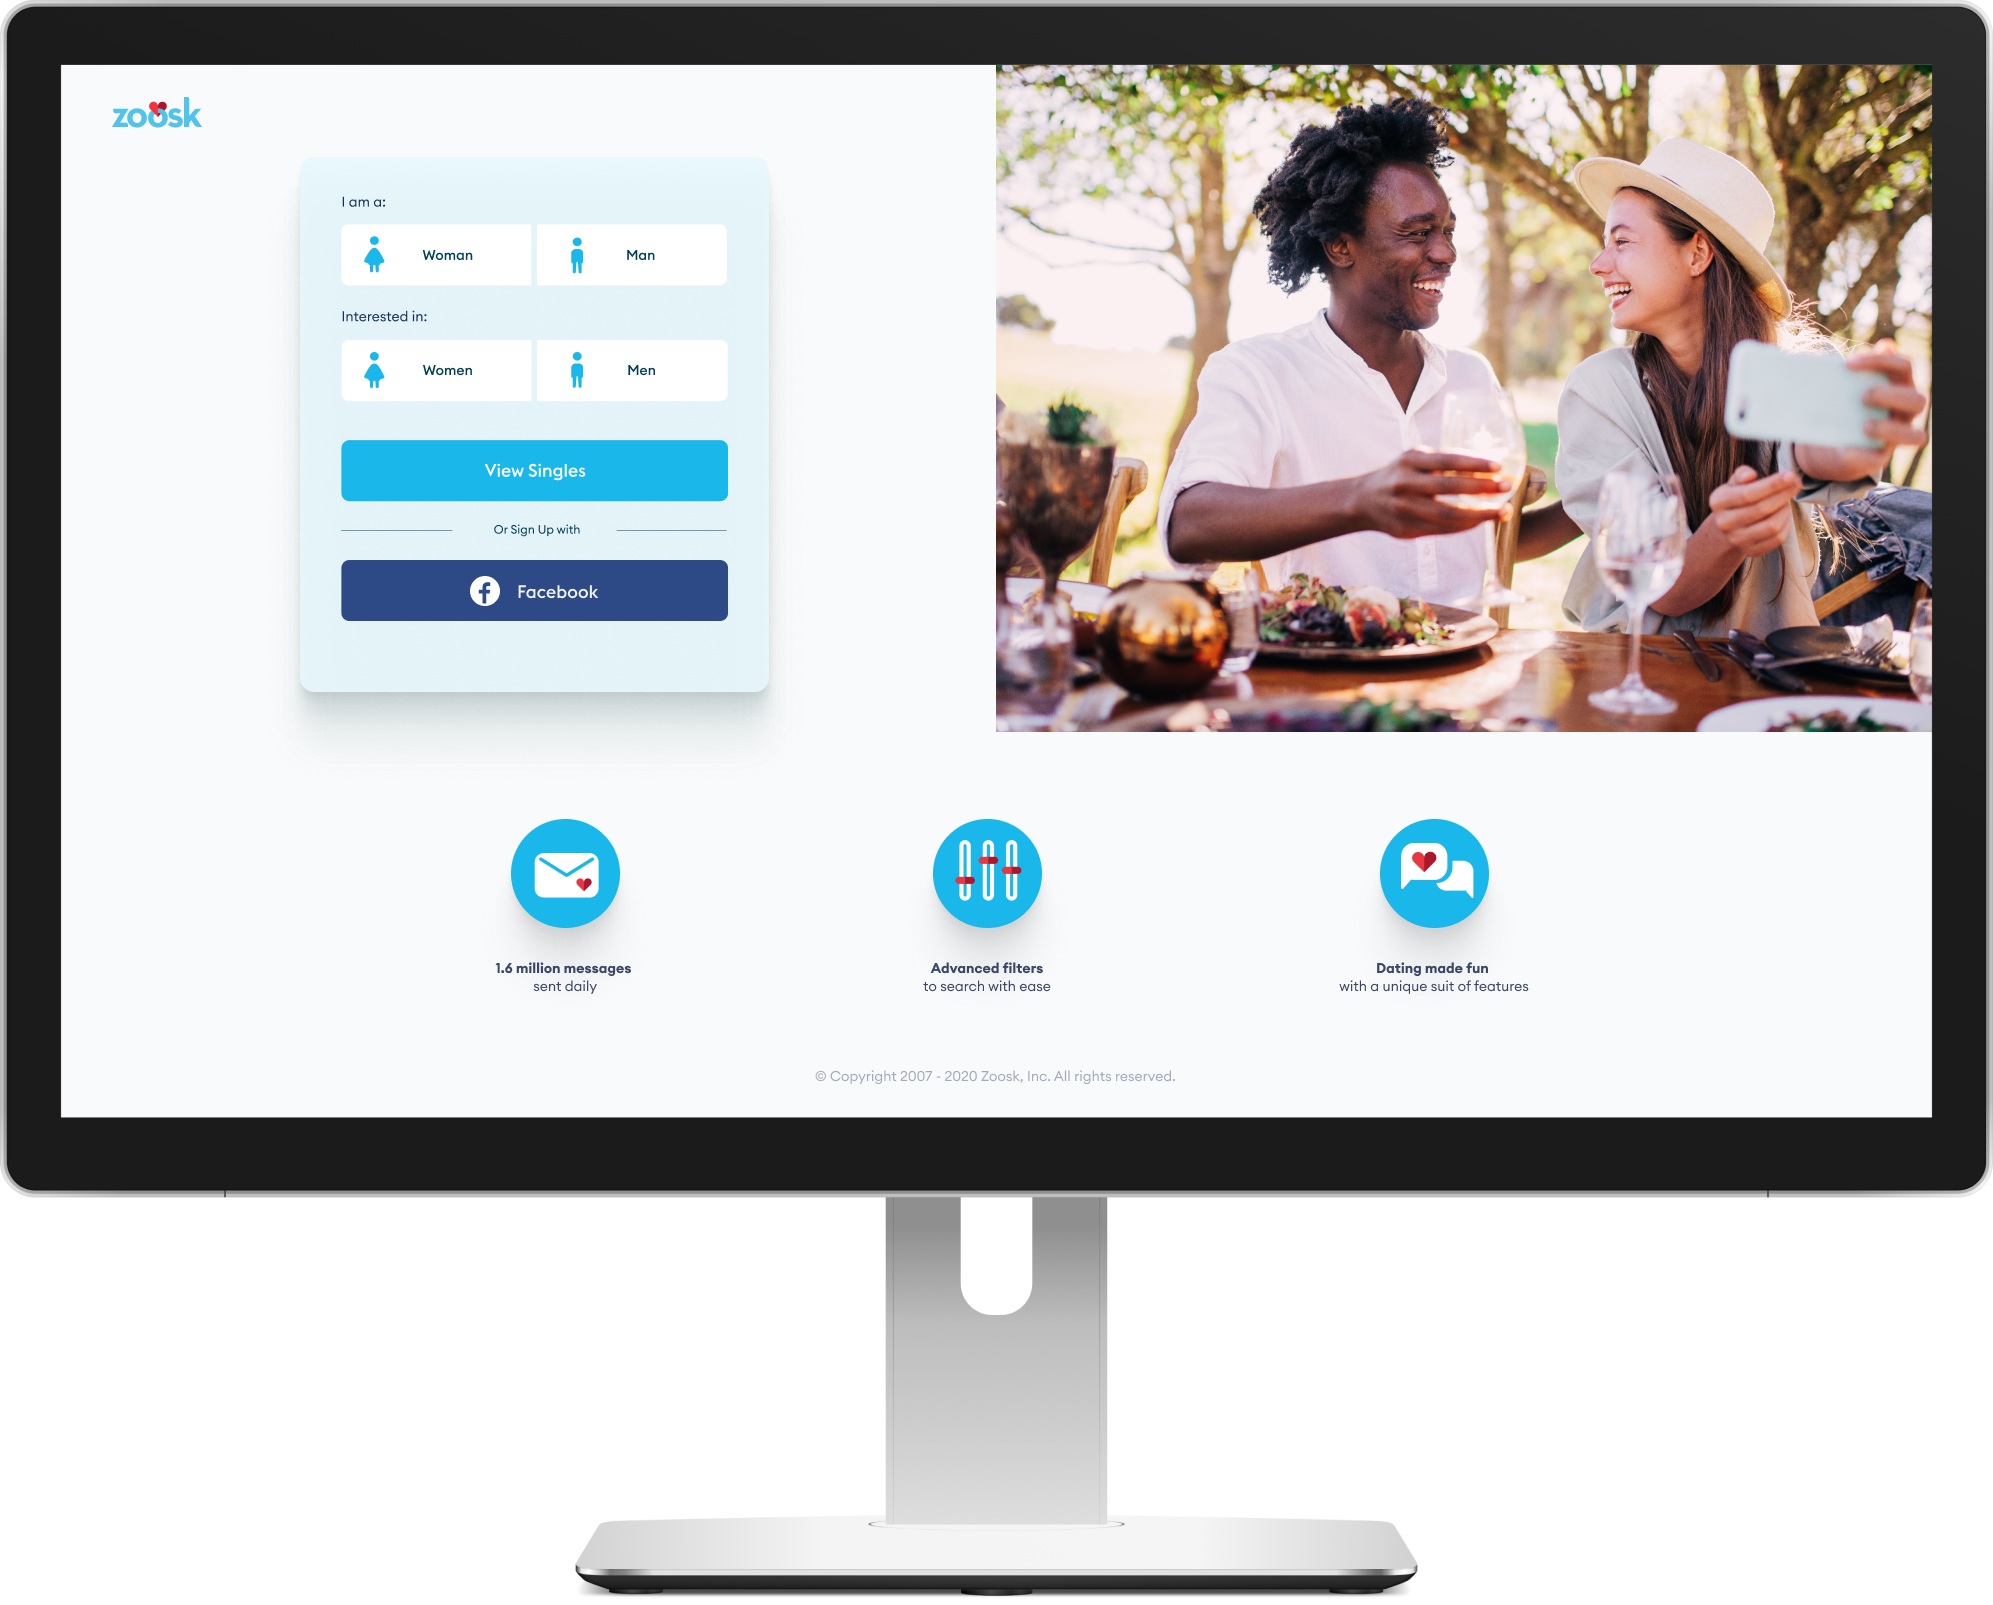 zoosk
I am a:
Woman
Man
Interested in:
Women
Men
View Singles
Or Sign Up with
Facebook
1.6 million messages
sent daily
Advanced filters
to search with ease
Dating made fun
with a unique suit of features
© Copyright 2007 - 2020 Zoosk, Inc. All rights reserved.